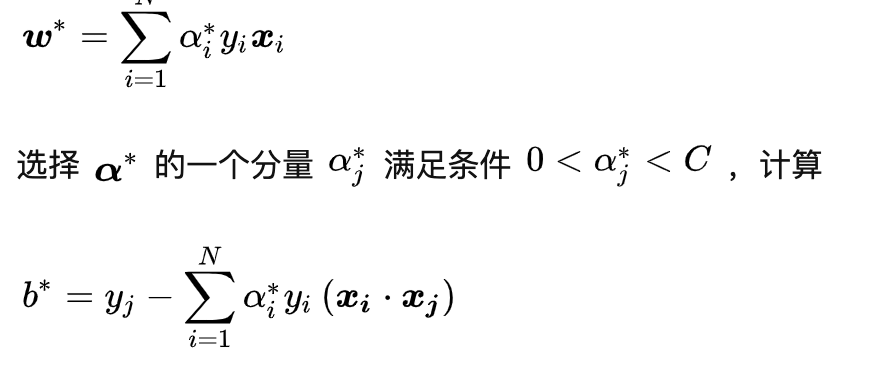 w* = ∑_{i=1}^{N} α_i^* y_i x_i
选择 α* 的一个分量 α_j^* 满足条件 0 < α_j^* < C ，计算
b* = y_j − ∑_{i=1}^{N} α_i^* y_i (x_i · x_j)